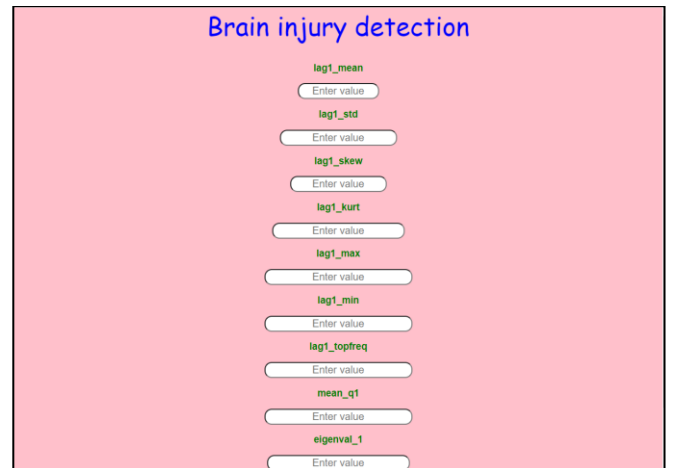 Brain injury detection
lag1_mean
Enter value
lag1_std
Enter value
lag1_skew
Enter value
lag1_kurt
Enter value
lag1_max
Enter value
lag1_min
Enter value
lag1_topfreq
Enter value
mean_q1
Enter value
eigenval_1
Enter value